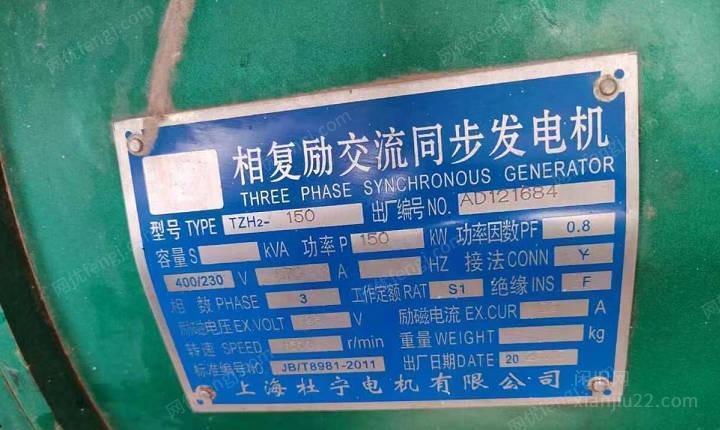 相复励交流同步发电机
THREE PHASE SYNCHRONOUS GENERATOR
型号 TYPE TZH₂- 150 出厂编号 NO. AD121684
容量 S kVA 功率 P 150 KW 功率因数 PF 0.8
400/230 V A HZ 接法 CONN Y
相 数 PHASE 3 工作定额 RAT S1 绝缘 INS F
励磁电压 EX.VOLT V 励磁电流 EX.CUR A
转速 SPEED r/min 重量 WEIGHT kg
标准编号 NO JB/T8981-2011 出厂日期 DATE 20
上海杜宁电机有限公司
xianjiu22.com